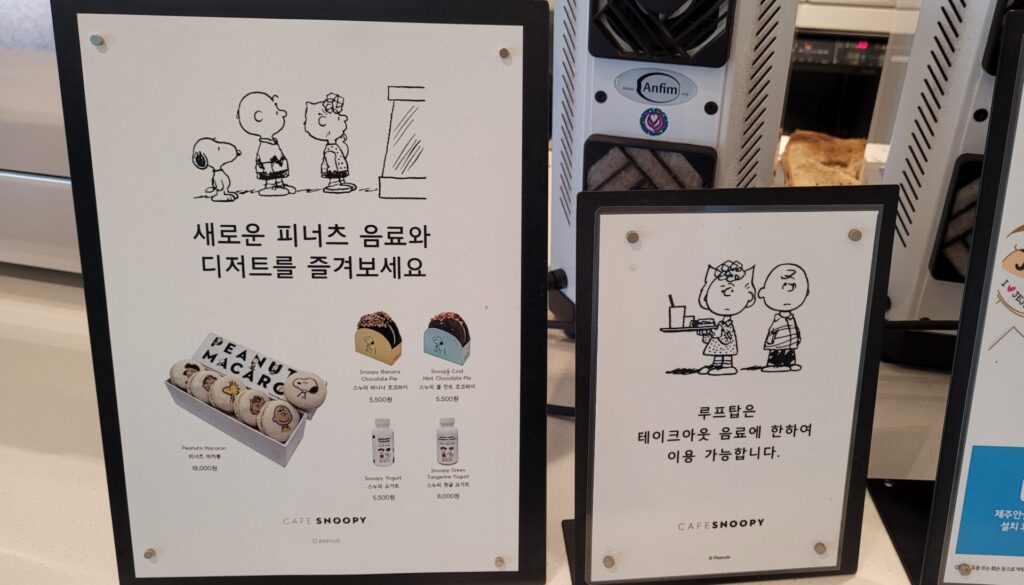 새로운 피너츠 음료와
디저트를 즐겨보세요
PEANUT
MACARO
Peanuts Macaron
피너츠 마카롱
18,000원
Snoopy Banana
Chocolate Pie
스누피 바나나 초코파이
5,500원
Snoopy Cool
Mint Chocolate Pie
스누피 쿨 민트 초코파이
5,500원
Snoopy Yogurt
스누피 요거트
5,500원
Snoopy Green
Tangerine Yogurt
스누피 청귤 요거트
6,000원
CAFE SNOOPY
© peanuts
Anfim
루프탑은
테이크아웃 음료에 한하여
이용 가능합니다.
CAFE SNOOPY
© Peanuts